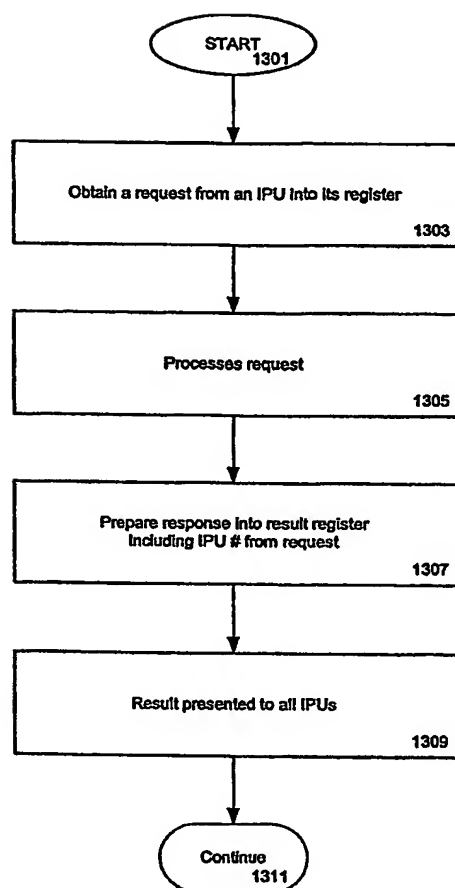 START
1301
Obtain a request from an IPU into its register
1303
Processes request
1305
Prepare response into result register
including IPU # from request
1307
Result presented to all IPUs
1309
Continue
1311